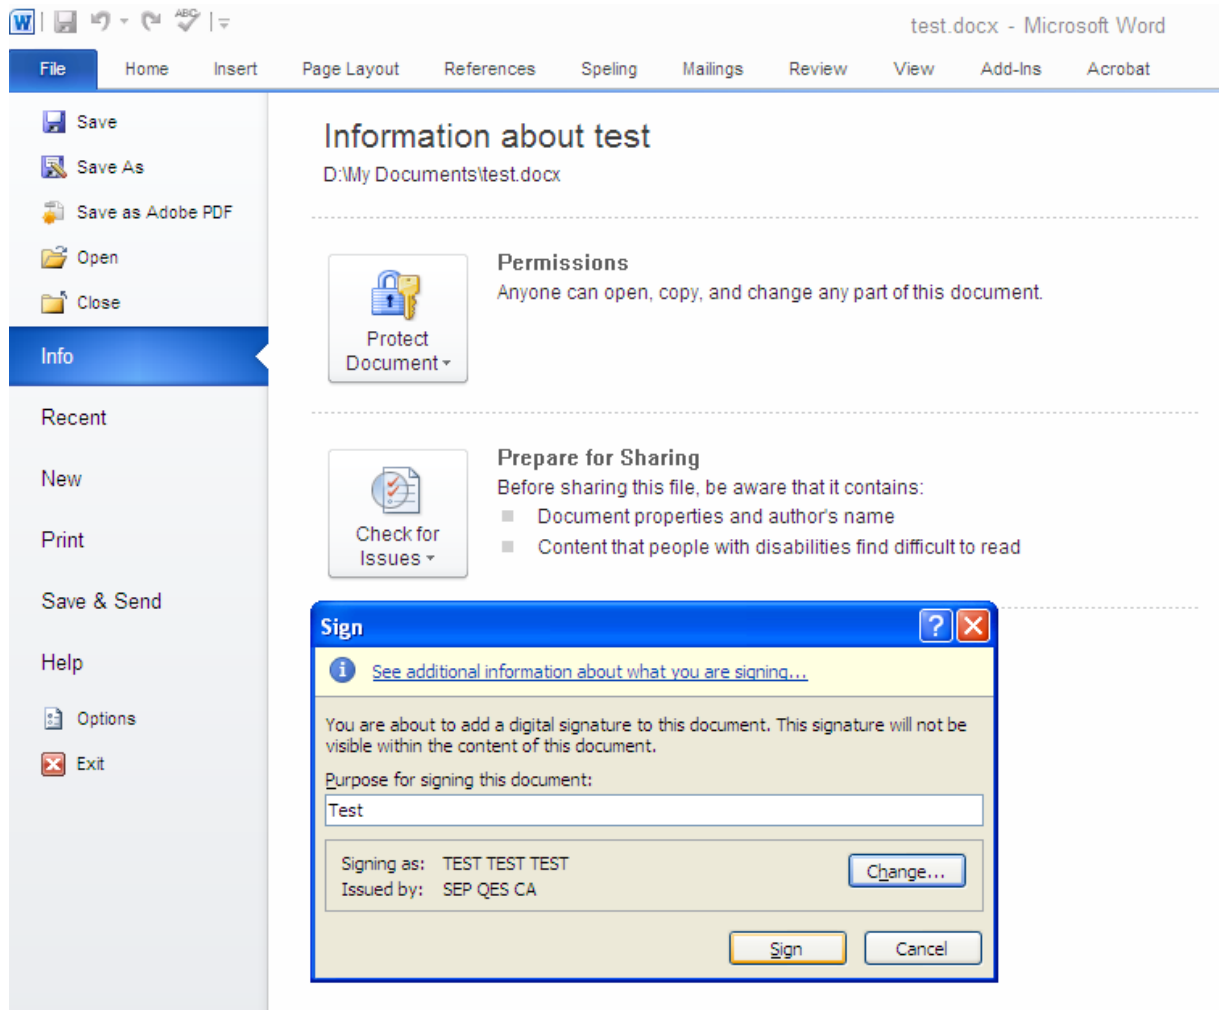 test.docx - Microsoft Word
File Home Insert Page Layout References Speling Mailings Review View Add-Ins Acrobat
Save
Save As
Save as Adobe PDF
Open
Close
Info
Recent
New
Print
Save & Send
Help
Options
Exit
Information about test
D:\My Documents\test.docx
Protect
Document
Permissions
Anyone can open, copy, and change any part of this document.
Check for
Issues
Prepare for Sharing
Before sharing this file, be aware that it contains:
Document properties and author's name
Content that people with disabilities find difficult to read
Sign
See additional information about what you are signing...
You are about to add a digital signature to this document. This signature will not be
visible within the content of this document.
Purpose for signing this document:
Test
Signing as: TEST TEST TEST
Issued by: SEP QES CA
Change...
Sign Cancel